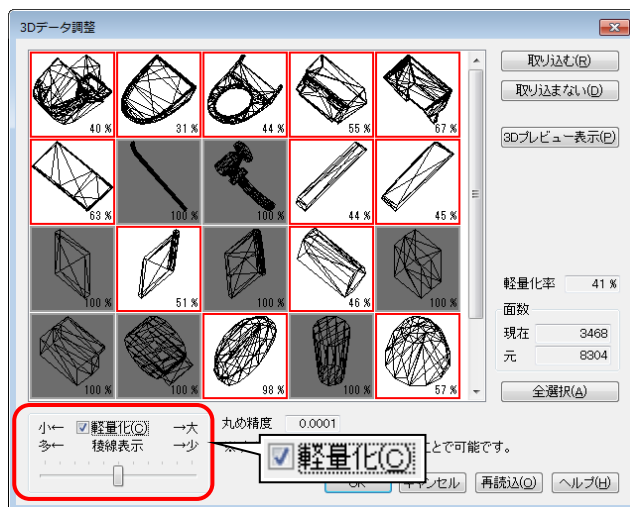 3Dデータ調整
取り込む(R)
取り込まない(D)
3Dプレビュー表示(P)
40 %
31 %
44 %
55 %
67 %
63 %
100 %
100 %
44 %
45 %
100 %
51 %
100 %
46 %
100 %
100 %
100 %
98 %
100 %
57 %
軽量化率 41 %
面数
現在 3468
元 8304
全選択(A)
小← 軽量化(C) →大
多← 稜線表示 →少
丸め精度 0.0001
ことで可能です。
軽量化(C)
OK
キャンセル
再読込(O)
ヘルプ(H)